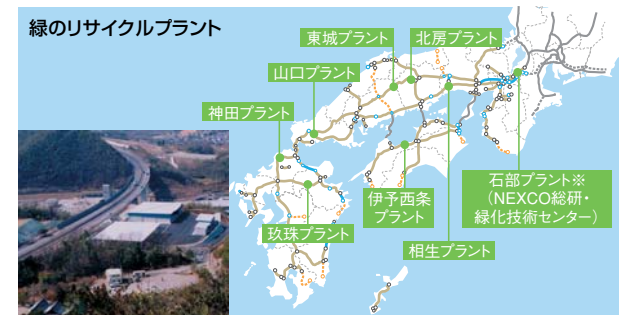 緑のリサイクルプラント
東城プラント
北房プラント
山口プラント
神田プラント
伊予西条
プラント
石部プラント※
（NEXCO総研・
緑化技術センター）
玖珠プラント
相生プラント